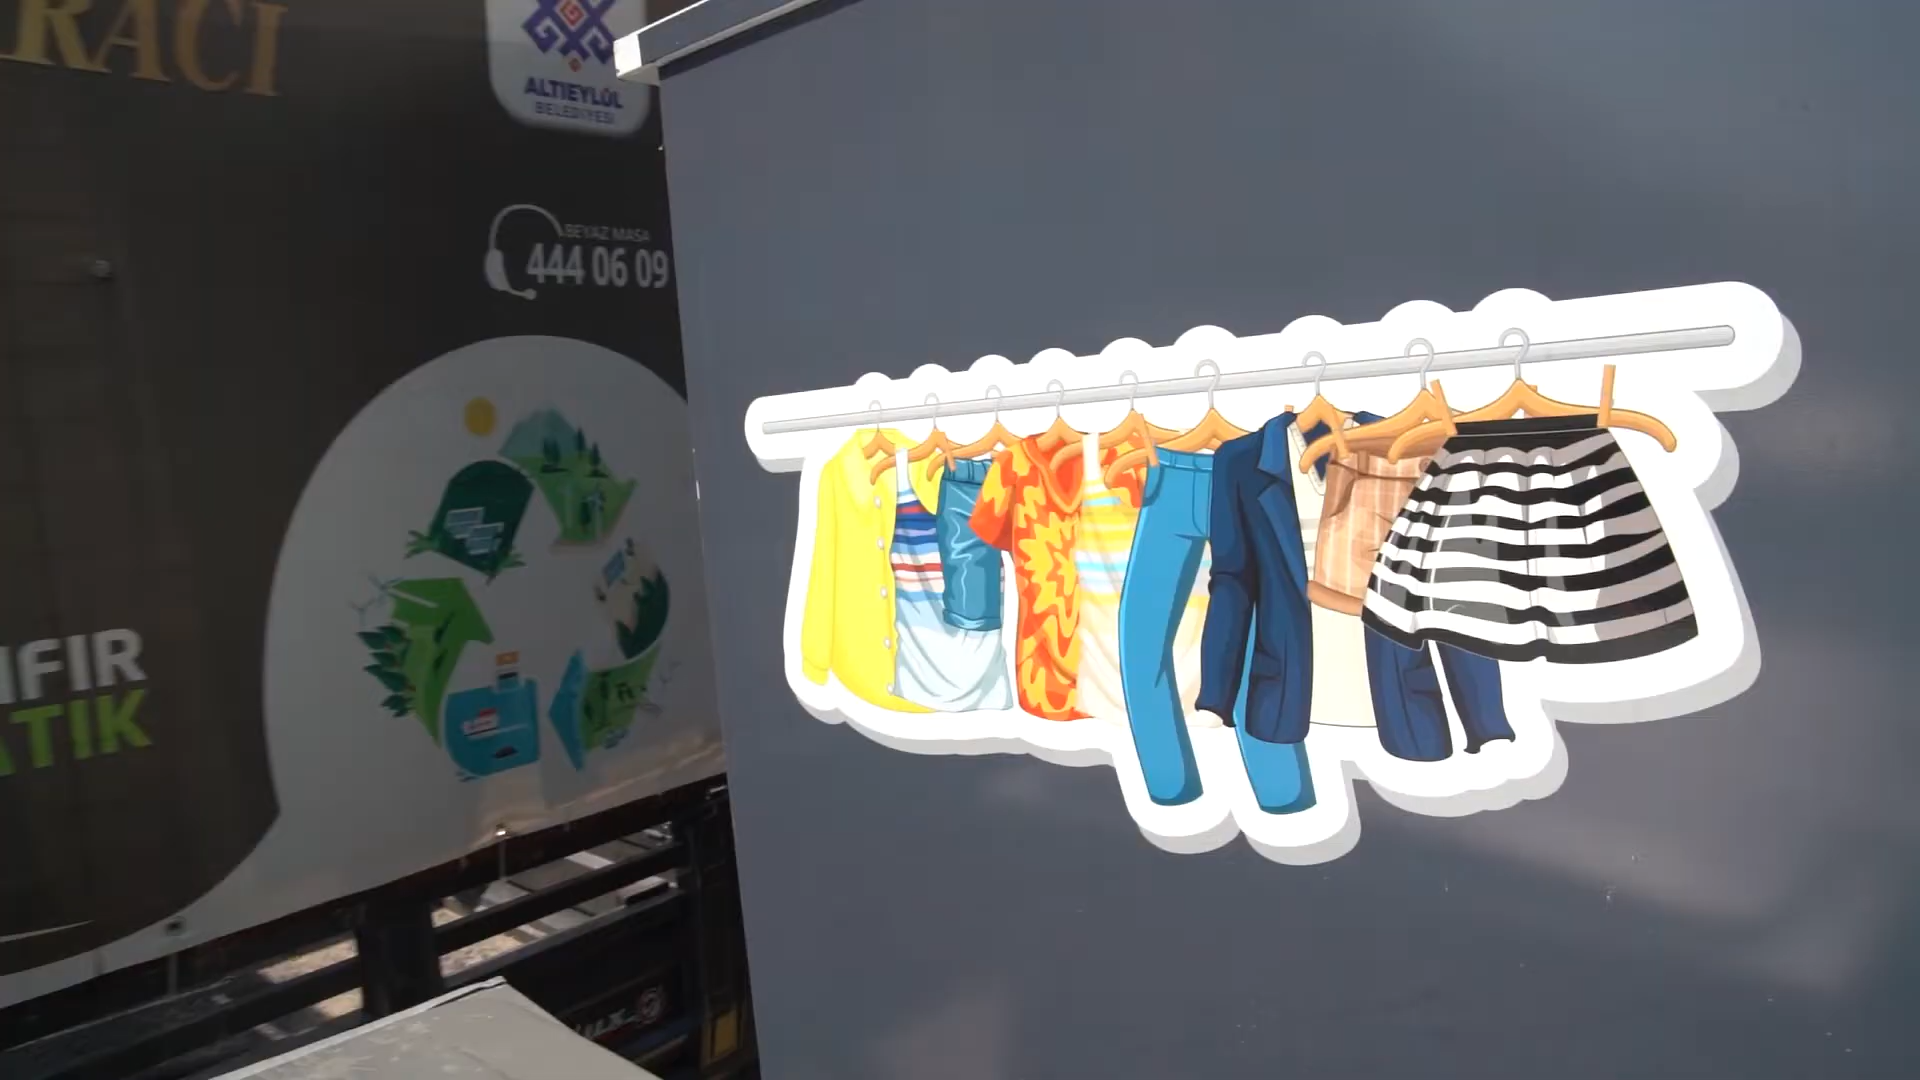 RACI
ALTIEYLÜL
BELEDİYESİ
BEYAZ MASA
444 06 09
IFIR
ATIK